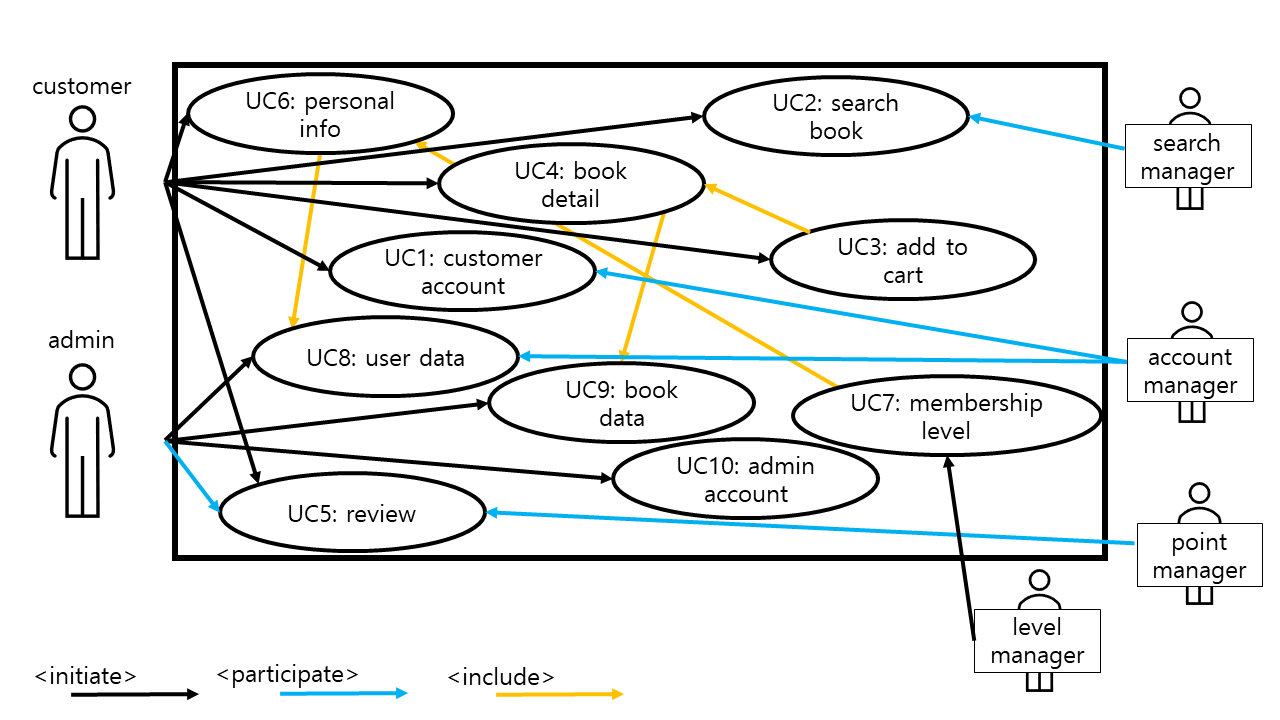 customer
UC6: personal
info
UC2: search
book
search
manager
UC4: book
detail
UC3: add to
cart
UC1: customer
account
admin
UC8: user data
account
manager
UC9: book
data
UC7: membership
level
UC10: admin
account
UC5: review
point
manager
level
manager
<initiate>
<participate>
<include>